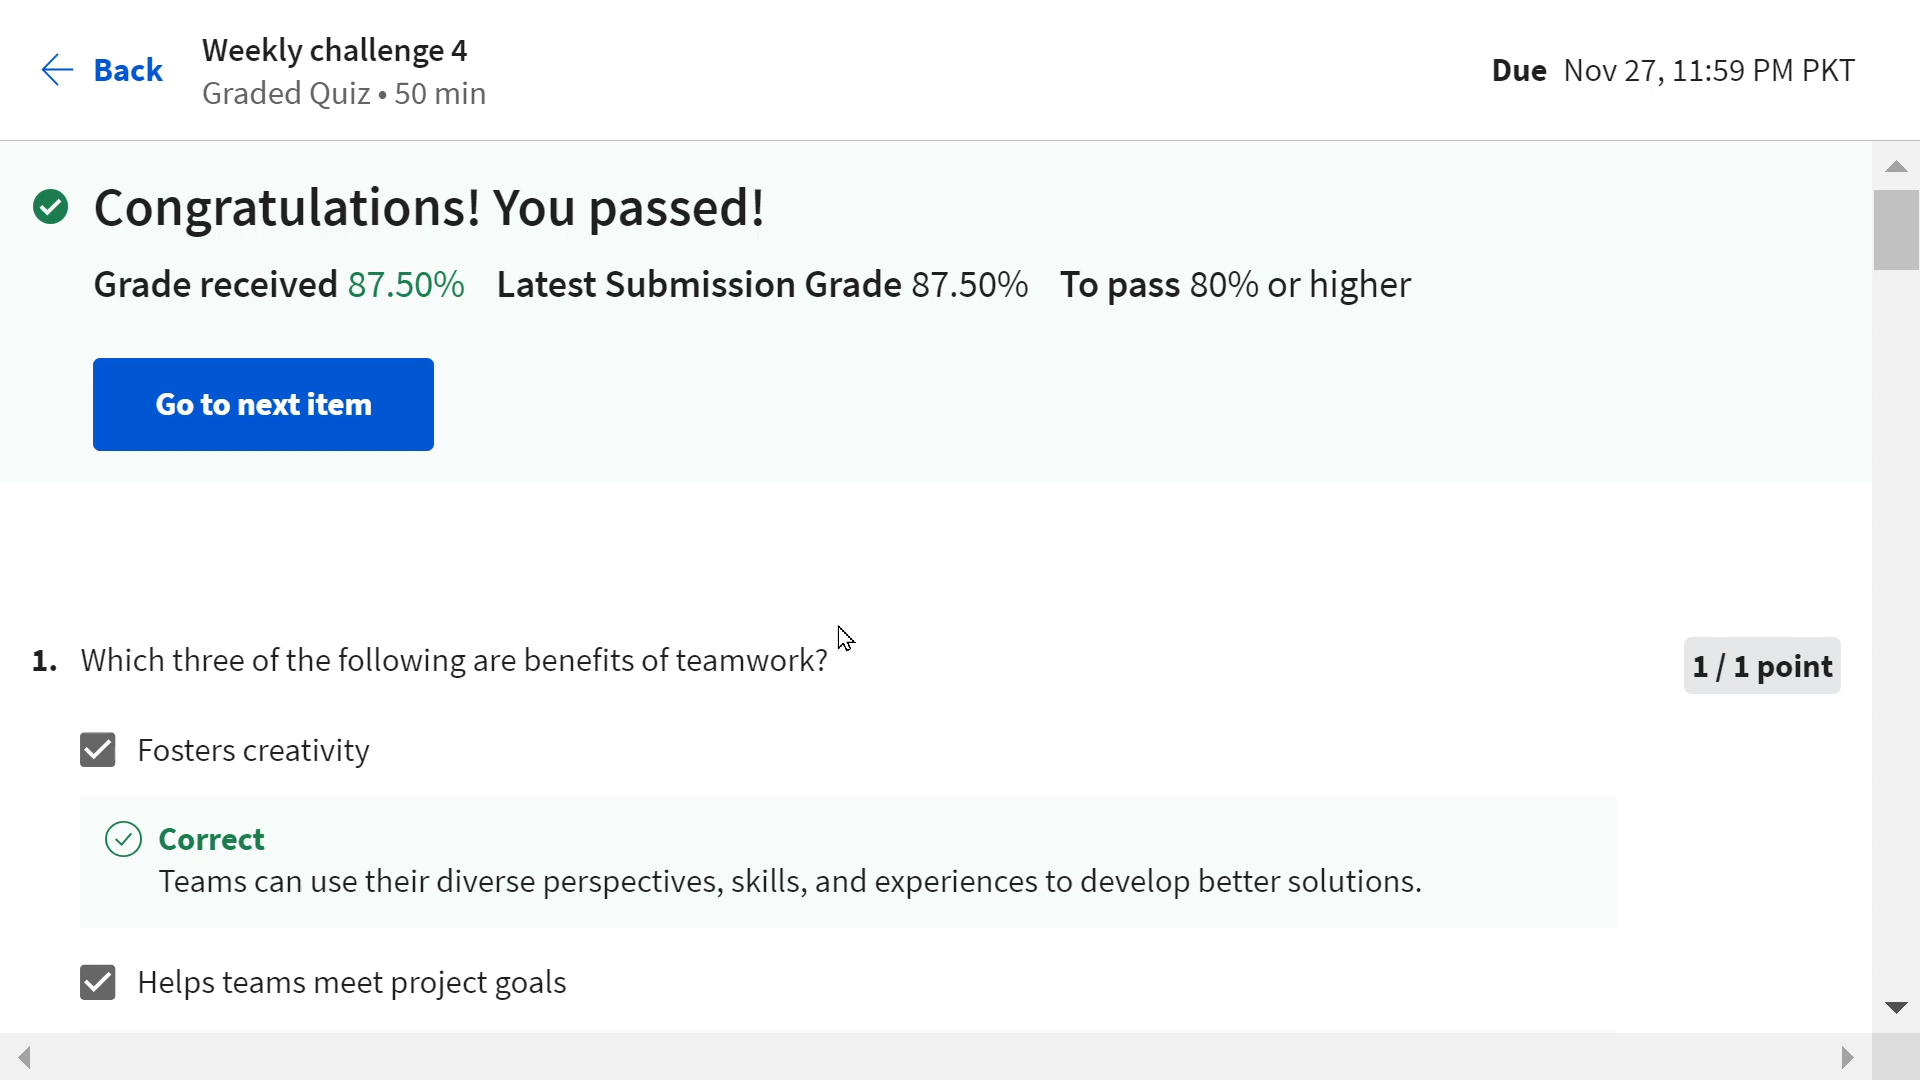 Back
Weekly challenge 4
Graded Quiz • 50 min
Due Nov 27, 11:59 PM PKT
Congratulations! You passed!
Grade received 87.50% Latest Submission Grade 87.50% To pass 80% or higher
Go to next item
1. Which three of the following are benefits of teamwork?
1 / 1 point
Fosters creativity
Correct
Teams can use their diverse perspectives, skills, and experiences to develop better solutions.
Helps teams meet project goals